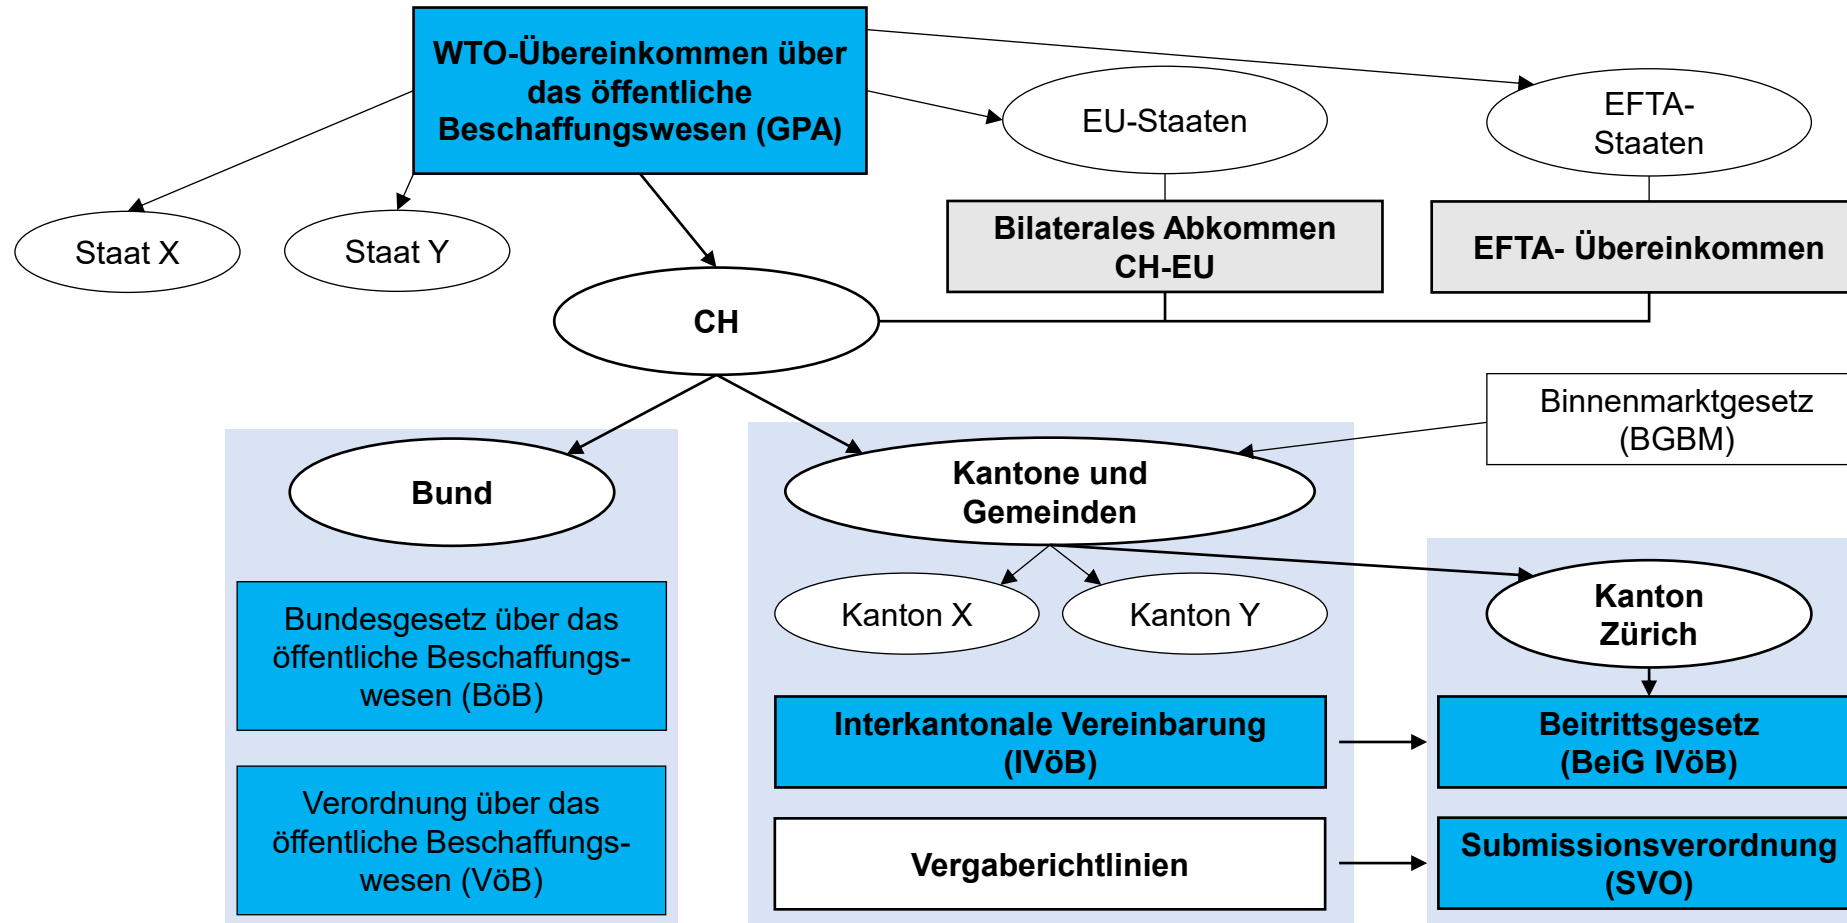 WTO-Übereinkommen über
das öffentliche
Beschaffungswesen (GPA)
EU-Staaten
EFTA-
Staaten
Staat X
Staat Y
Bilaterales Abkommen
CH-EU
EFTA- Übereinkommen
CH
Binnenmarktgesetz
(BGBM)
Bund
Kantone und
Gemeinden
Kanton X
Kanton Y
Kanton
Zürich
Bundesgesetz über das
öffentliche Beschaffungs-
wesen (BöB)
Interkantonale Vereinbarung
(IVöB)
Beitrittsgesetz
(BeiG IVöB)
Verordnung über das
öffentliche Beschaffungs-
wesen (VöB)
Vergaberichtlinien
Submissionsverordnung
(SVO)